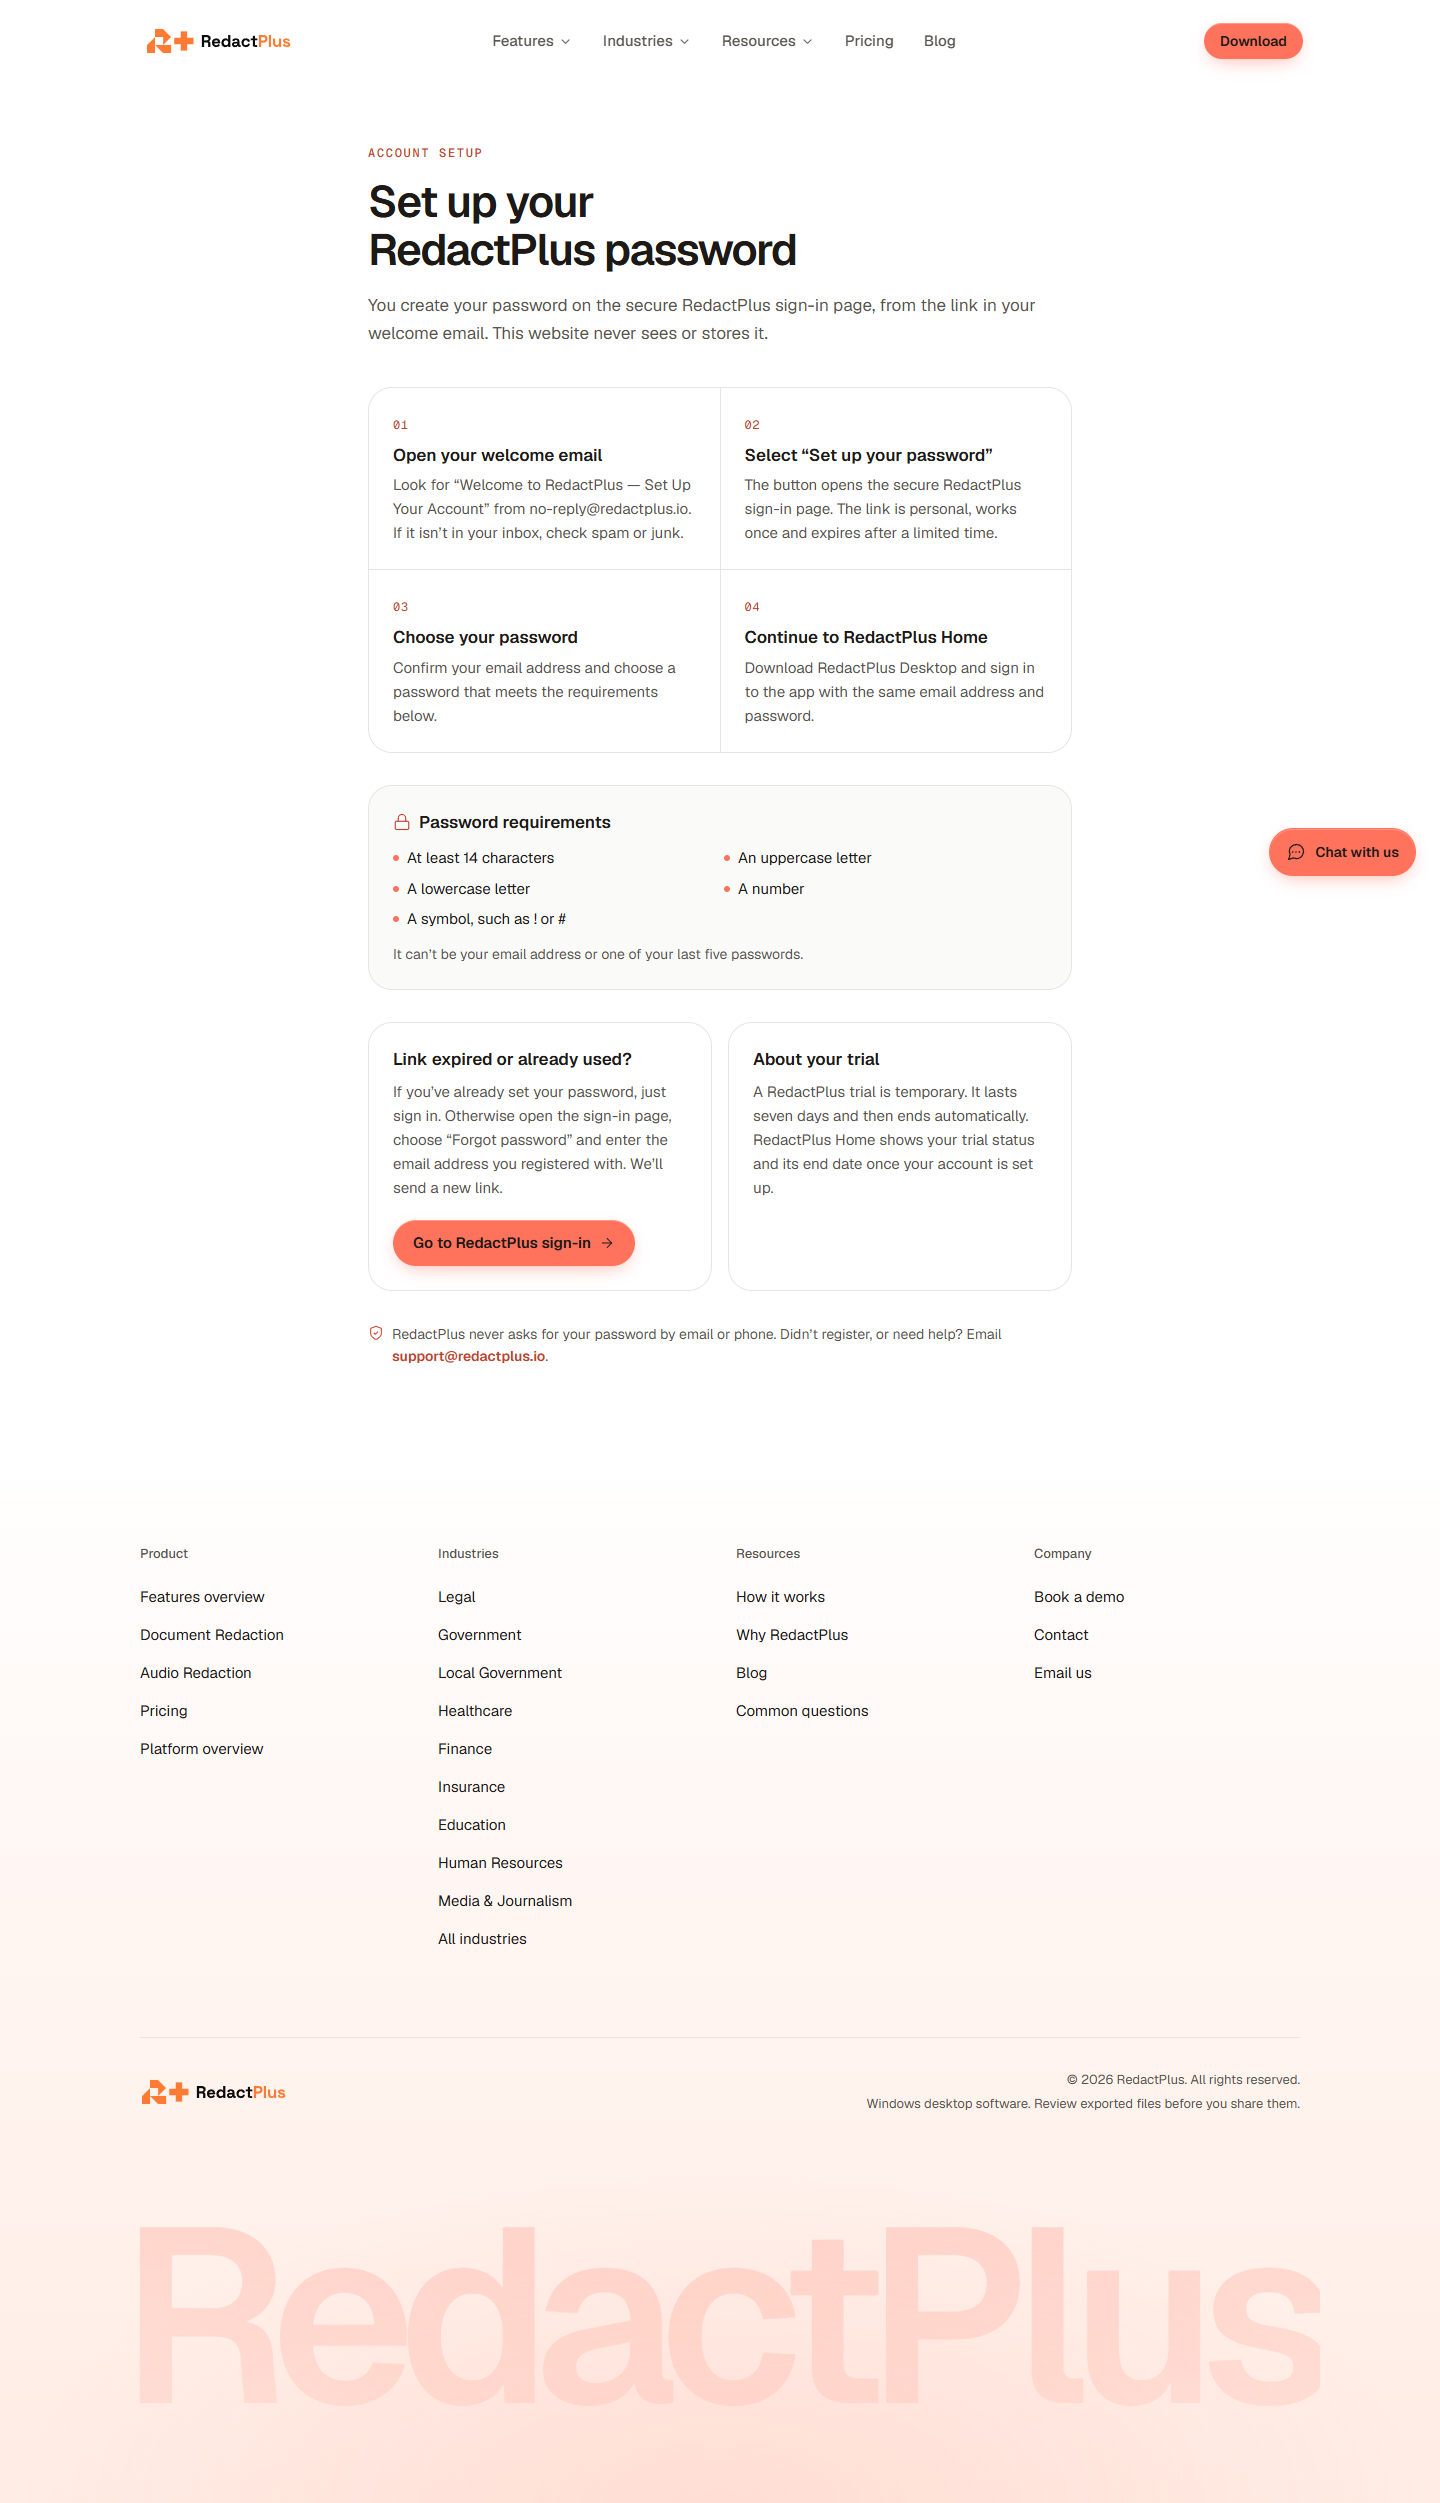 RedactPlus
Features
Industries
Resources
Pricing
Blog
Download
ACCOUNT SETUP
Set up your
RedactPlus password
You create your password on the secure RedactPlus sign-in page, from the link in your
welcome email. This website never sees or stores it.
01
Open your welcome email
Look for “Welcome to RedactPlus — Set Up
Your Account” from no-reply@redactplus.io.
If it isn’t in your inbox, check spam or junk.
02
Select “Set up your password”
The button opens the secure RedactPlus
sign-in page. The link is personal, works
once and expires after a limited time.
03
Choose your password
Confirm your email address and choose a
password that meets the requirements
below.
04
Continue to RedactPlus Home
Download RedactPlus Desktop and sign in
to the app with the same email address and
password.
Password requirements
At least 14 characters
An uppercase letter
A lowercase letter
A number
A symbol, such as ! or #
It can’t be your email address or one of your last five passwords.
Chat with us
Link expired or already used?
If you’ve already set your password, just
sign in. Otherwise open the sign-in page,
choose “Forgot password” and enter the
email address you registered with. We’ll
send a new link.
Go to RedactPlus sign-in
About your trial
A RedactPlus trial is temporary. It lasts
seven days and then ends automatically.
RedactPlus Home shows your trial status
and its end date once your account is set
up.
RedactPlus never asks for your password by email or phone. Didn’t register, or need help? Email
support@redactplus.io.
Product
Features overview
Document Redaction
Audio Redaction
Pricing
Platform overview
Industries
Legal
Government
Local Government
Healthcare
Finance
Insurance
Education
Human Resources
Media & Journalism
All industries
Resources
How it works
Why RedactPlus
Blog
Common questions
Company
Book a demo
Contact
Email us
RedactPlus
© 2026 RedactPlus. All rights reserved.
Windows desktop software. Review exported files before you share them.
RedactPlus